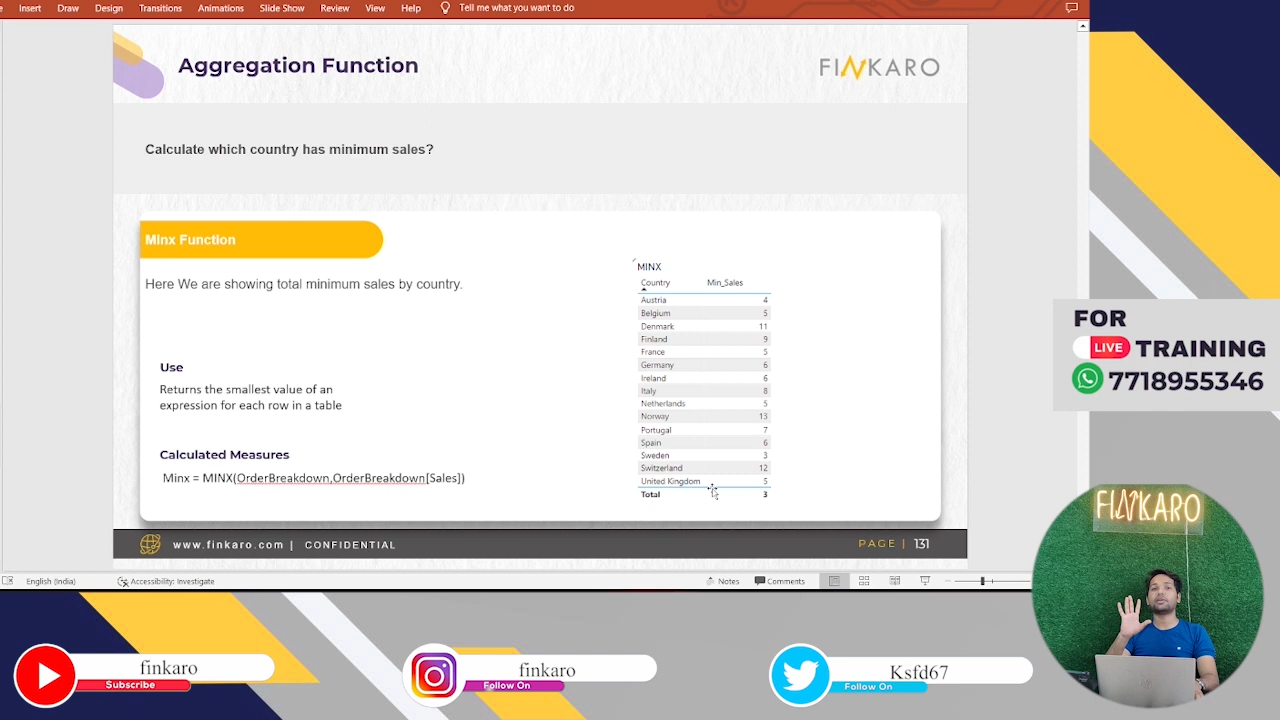 Insert Draw Design Transitions Animations Slide Show Review View Help Tell me what you want to do
Aggregation Function
FINKARO
Calculate which country has minimum sales?
Minx Function
Here We are showing total minimum sales by country.
Use
Returns the smallest value of an
expression for each row in a table
Calculated Measures
Minx = MINX(OrderBreakdown,OrderBreakdown[Sales])
MINX
Country Min_Sales
Austria 4
Belgium 5
Denmark 11
Finland 9
France 5
Germany 6
Ireland 6
Italy 8
Netherlands 5
Norway 13
Portugal 7
Spain 6
Sweden 3
Switzerland 12
United Kingdom 5
Total 3
www.finkaro.com | CONFIDENTIAL
PAGE | 131
English (India) Accessibility: Investigate Notes Comments
FOR
LIVE TRAINING
7718955346
FINKARO
finkaro
Subscribe
finkaro
Follow On
Ksfd67
Follow On